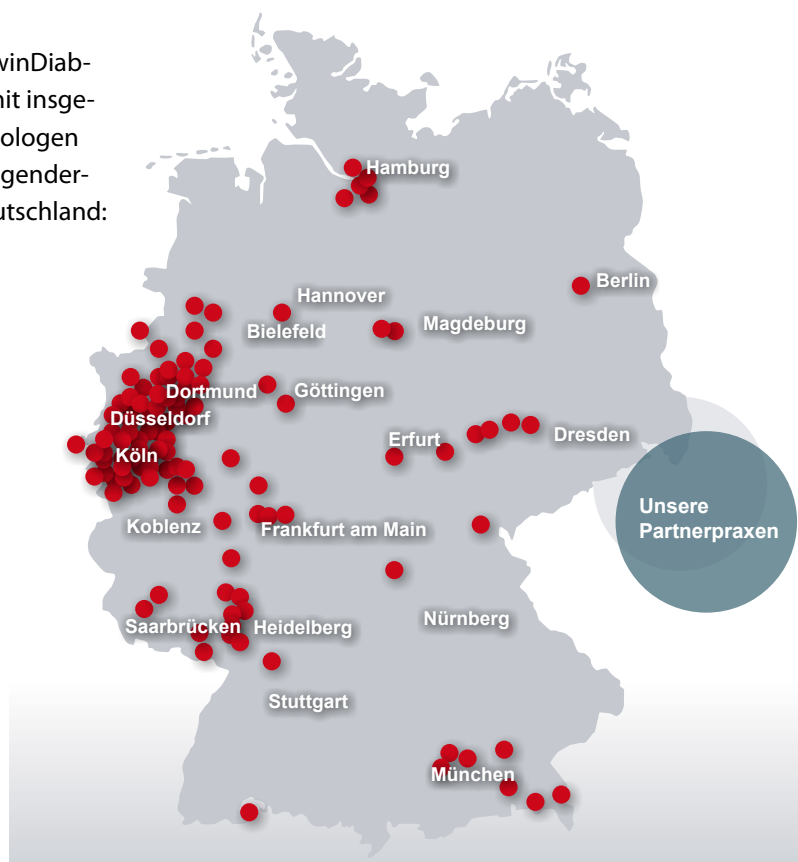 winDiab-
mit insge-
ologen
gender-
utschland:
Hamburg
Berlin
Hannover
Bielefeld
Magdeburg
Dortmund
Göttingen
Düsseldorf
Erfurt
Dresden
Köln
Unsere
Partnerpraxen
Koblenz
Frankfurt am Main
Saarbrücken
Heidelberg
Nürnberg
Stuttgart
München